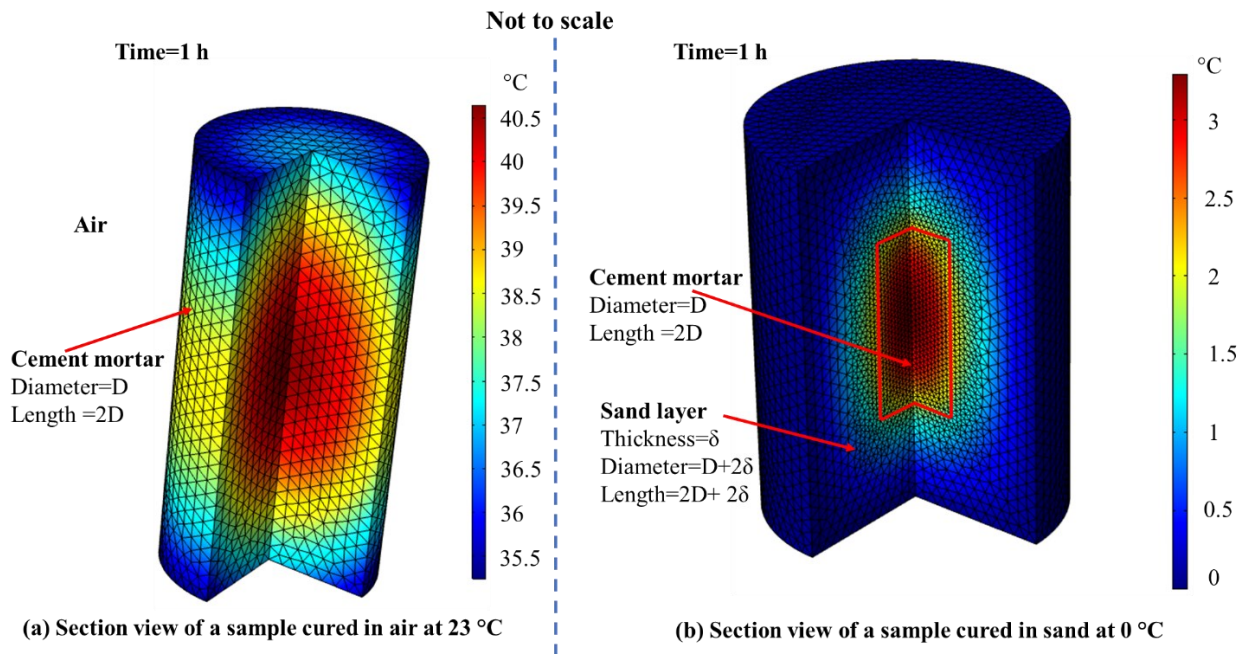 Not to scale
Time=1 h
°C
40.5
40
39.5
39
38.5
38
37.5
37
36.5
36
35.5
Air
Cement mortar
Diameter=D
Length =2D
(a) Section view of a sample cured in air at 23 °C
Time=1 h
°C
3
2.5
2
1.5
1
0.5
0
Cement mortar
Diameter=D
Length =2D
Sand layer
Thickness=δ
Diameter=D+2δ
Length=2D+ 2δ
(b) Section view of a sample cured in sand at 0 °C